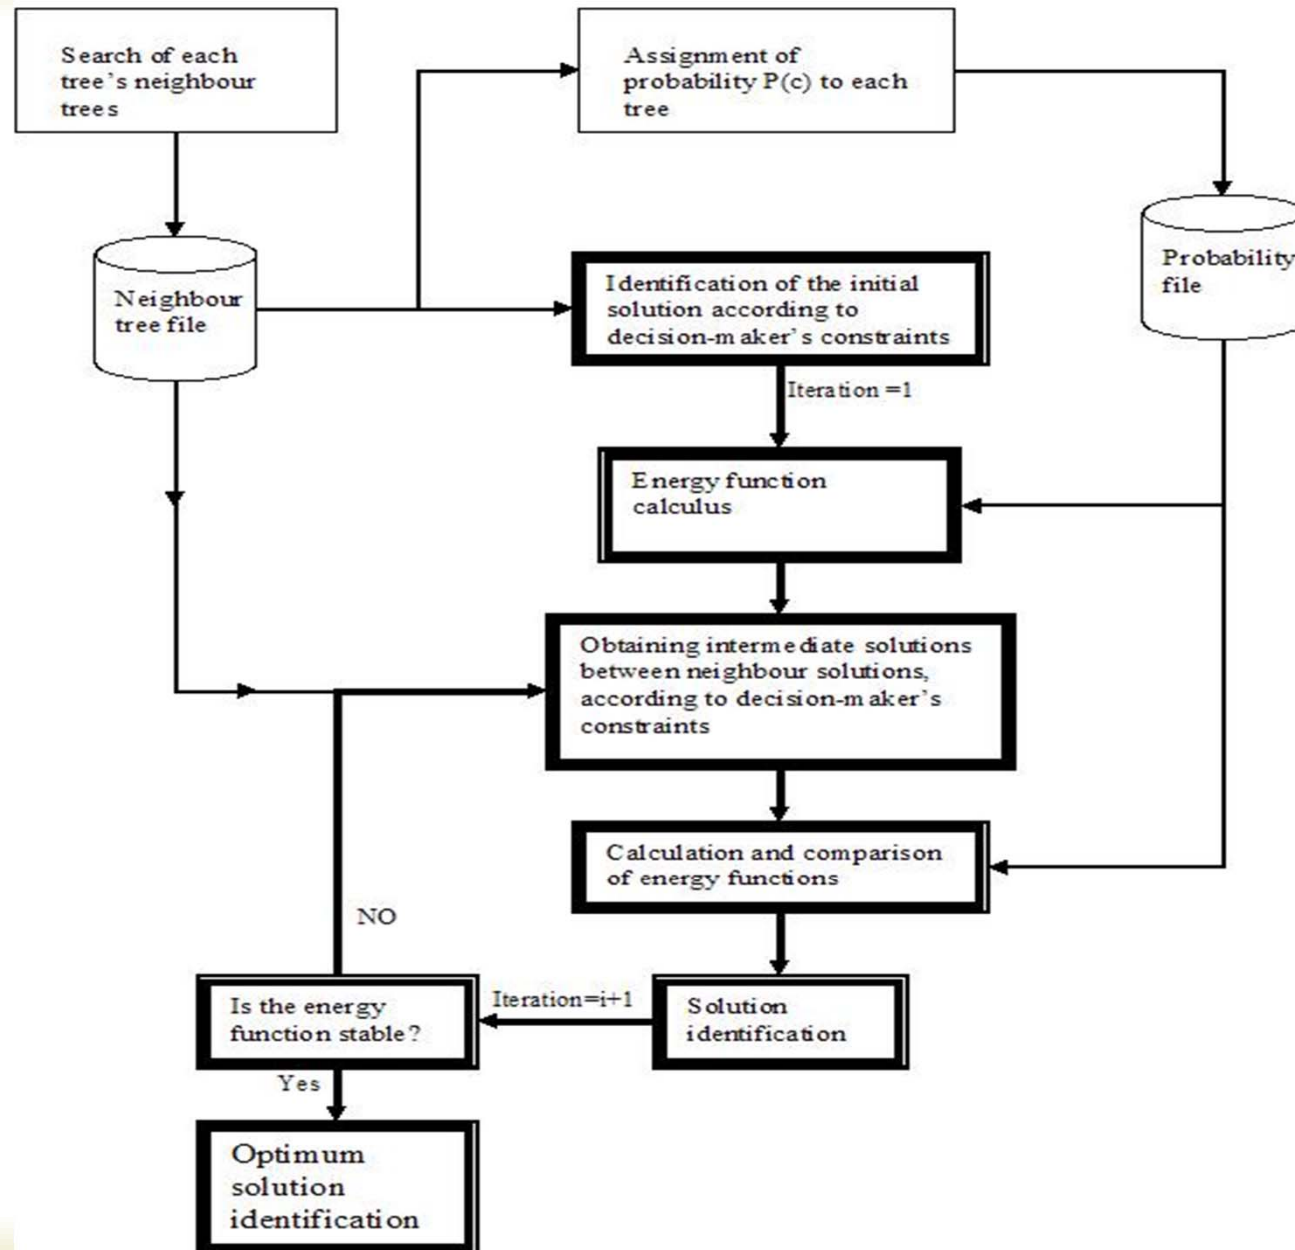 Search of each
tree's neighbour
trees
Assignment of
probability P(c) to each
tree
Neighbour
tree file
Identification of the initial
solution according to
decision-maker's constraints
Probability
file
Iteration =1
Energy function
calculus
Obtaining intermediate solutions
between neighbour solutions,
according to decision-maker's
constraints
Calculation and comparison
of energy functions
NO
Is the energy
function stable?
Iteration=i+1
Solution
identification
Yes
Optimum
solution
identification